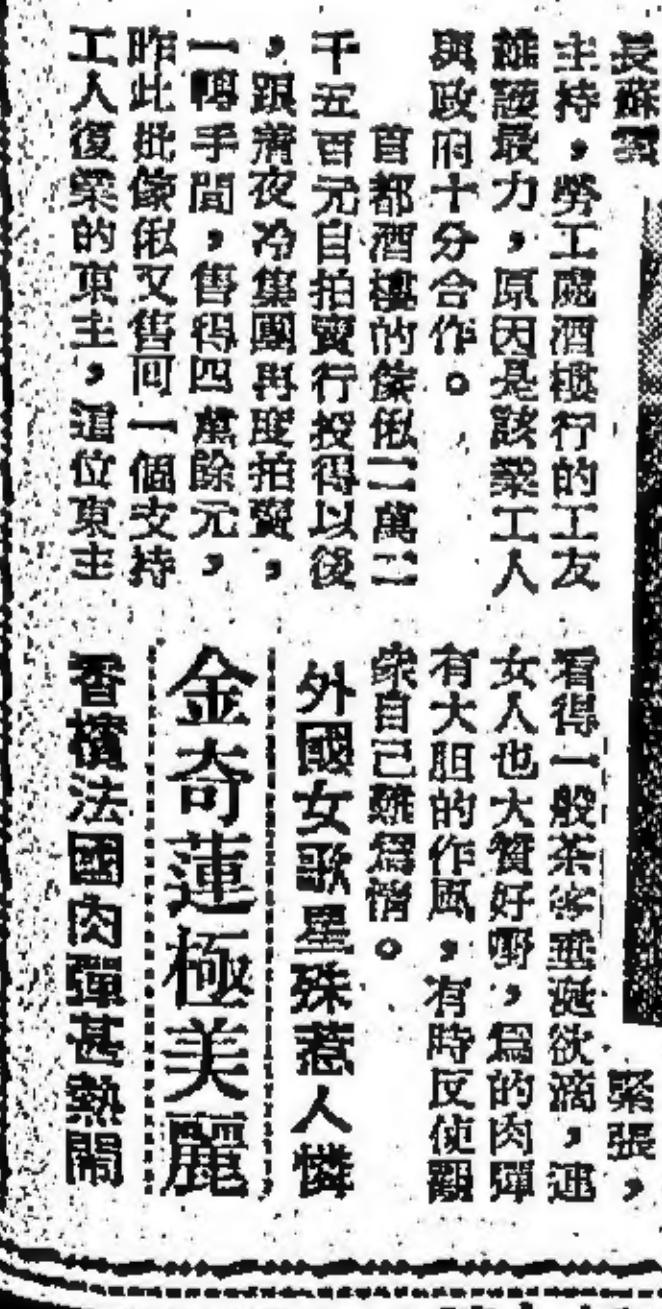 長蘇
主持，勞工處酒樓行的工友
維護最力，原因是該業工人
與政府十分合作。
首都酒樓的傢俬二萬二
千五百元自拍賣行投得以後
，跟着夜冷集團再度拍賣，
一轉手間，售得四萬餘元，
昨此批傢俬又售回一個支持
工人復業的東主，這位東主
緊張，
看得一般茶客垂涎欲滴，連
女人也大贊好嘢，為的肉彈
有大胆的作風，有時反使觀
衆自己難為情。
外國女歌星殊惹人憐
金奇蓮極美麗
香檳法國肉彈甚熱鬧